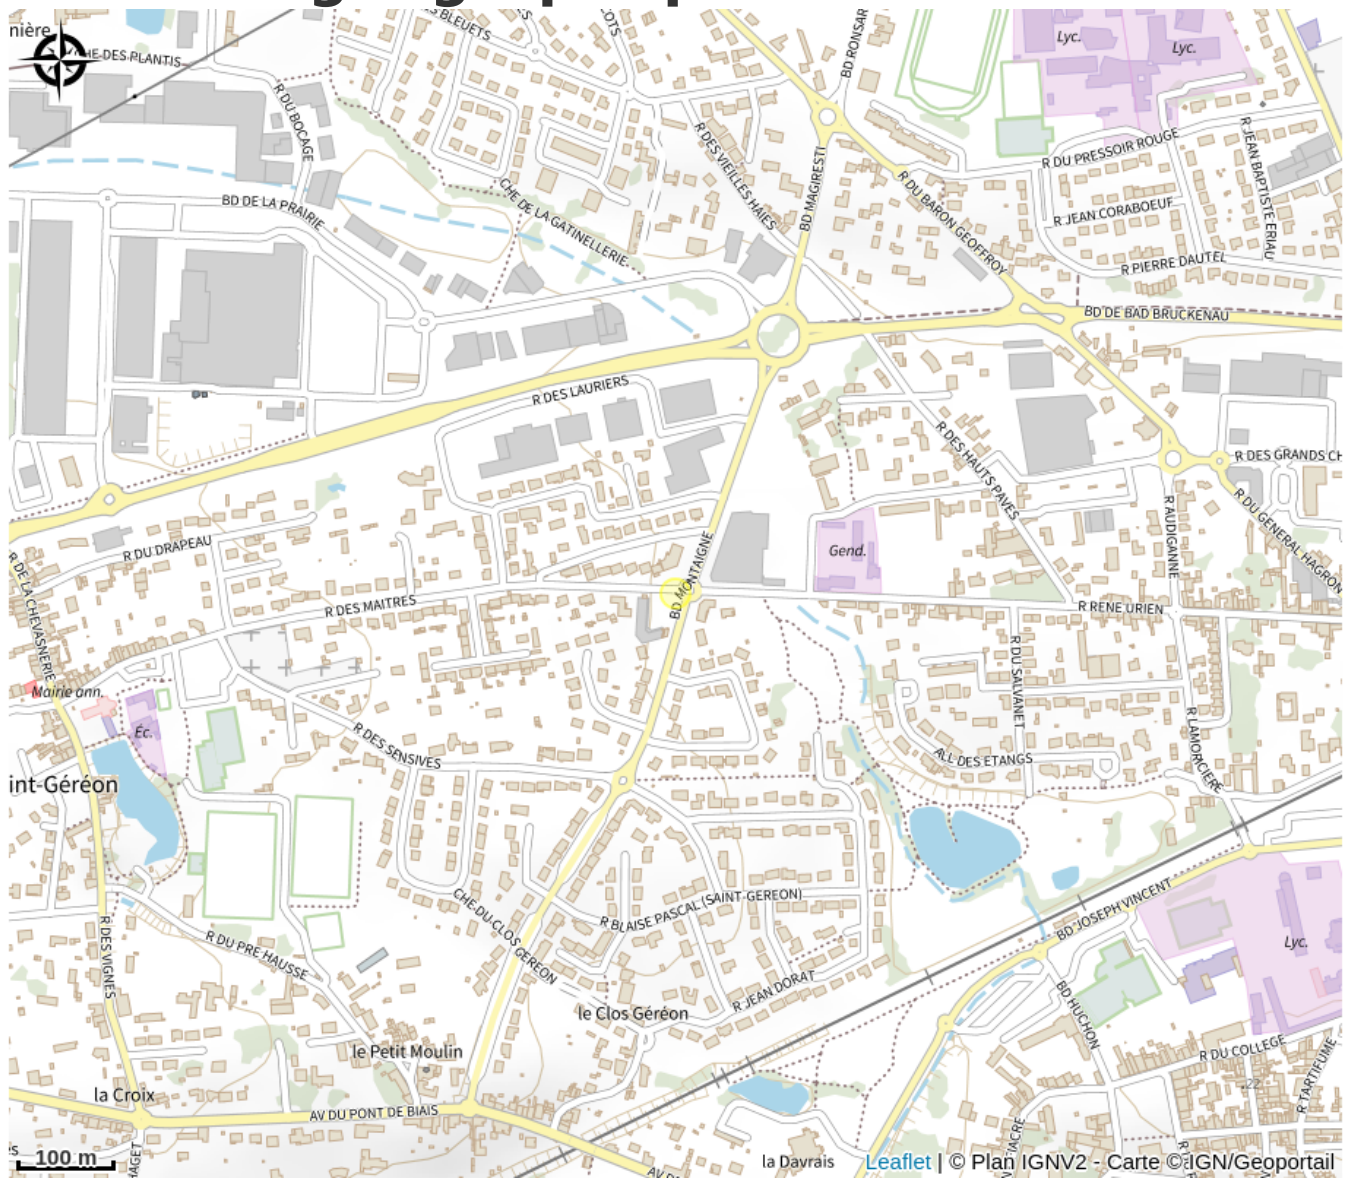 nière
CHE-DES-PLANTIS
R DU BOCAGE
BLEUETS
BD RONSAR
Lyc.
Lyc.
R DES VIEILLES HAIES
BD MAGIRESTI
R DU BARON GEOFFROY
R DU PRESSOIR ROUGE
R JEAN BAPTISTE ERIAU
R JEAN CORABOEUF
R PIERRE DAUTEL
CHE DE LA GATINELLERIE
BD DE LA PRAIRIE
BD DE BAD BRUCKENAU
R DES LAURIERS
R DES HAUTS PAVES
R DES GRANDS CH
R DU GENERAL HAGRON
R AUDIGANNE
Gend.
BD MONTAIGNE
R DU DRAPEAU
R DE LA CHEVASNERIE
R DES MAITRES
R RENE URIEN
R DU SALVANET
R LAMORICIERE
Mairie ann.
Éc.
R DES SENSIVES
ALL DES ETANGS
int-Géréon
CHE-DU-CLOS GEREON
R BLAISE PASCAL (SAINT-GEREON)
BD JOSEPH VINCENT
Lyc.
R DES VIGNES
R DU PRE HAUSSE
R JEAN DORAT
BD HUCHON
le Clos Géréon
le Petit Moulin
R DU COLLEGE
R TARTIFUME
22
la Croix
AV DU PONT DE BIAIS
FIACRE
HAGET
la Davrais
100 m
Leaflet | © Plan IGNV2 - Carte © IGN/Geoportail